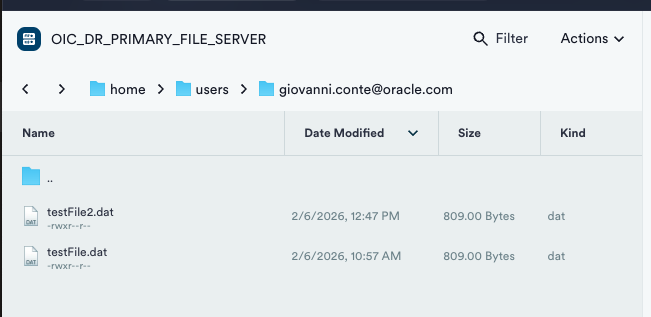 OIC_DR_PRIMARY_FILE_SERVER Filter Actions
home users giovanni.conte@oracle.com
Name Date Modified Size Kind
..
testFile2.dat 2/6/2026, 12:47 PM 809.00 Bytes dat
DAT -rwxr--r--
testFile.dat 2/6/2026, 10:57 AM 809.00 Bytes dat
DAT -rwxr--r--